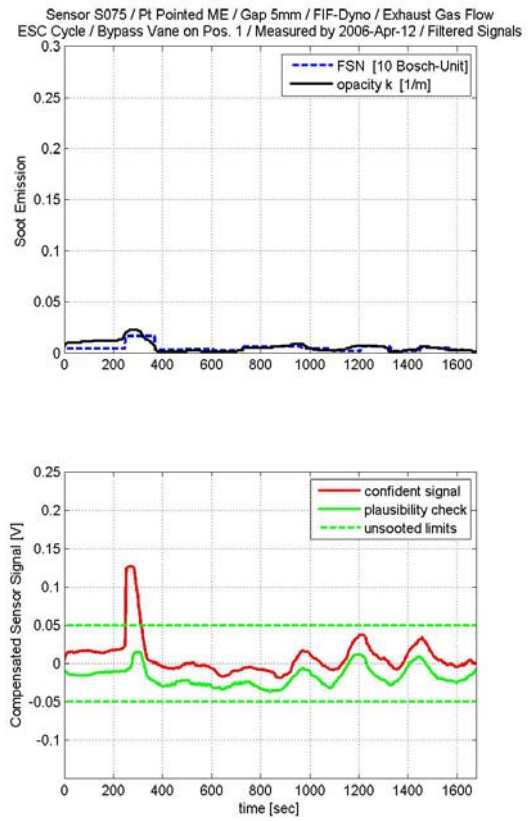 Sensor S075 / Pt Pointed ME / Gap 5mm / FIF-Dyno / Exhaust Gas Flow
ESC Cycle / Bypass Vane on Pos. 1 / Measured by 2006-Apr-12 / Filtered Signals
0.3
0.25
0.2
0.15
0.1
0.05
0
Soot Emission
FSN [10 Bosch-Unit]
opacity k [1/m]
0 200 400 600 800 1000 1200 1400 1600
0.25
0.2
0.15
0.1
0.05
0
-0.05
-0.1
Compensated Sensor Signal [V]
confident signal
plausibility check
unsooted limits
0 200 400 600 800 1000 1200 1400 1600
time [sec]